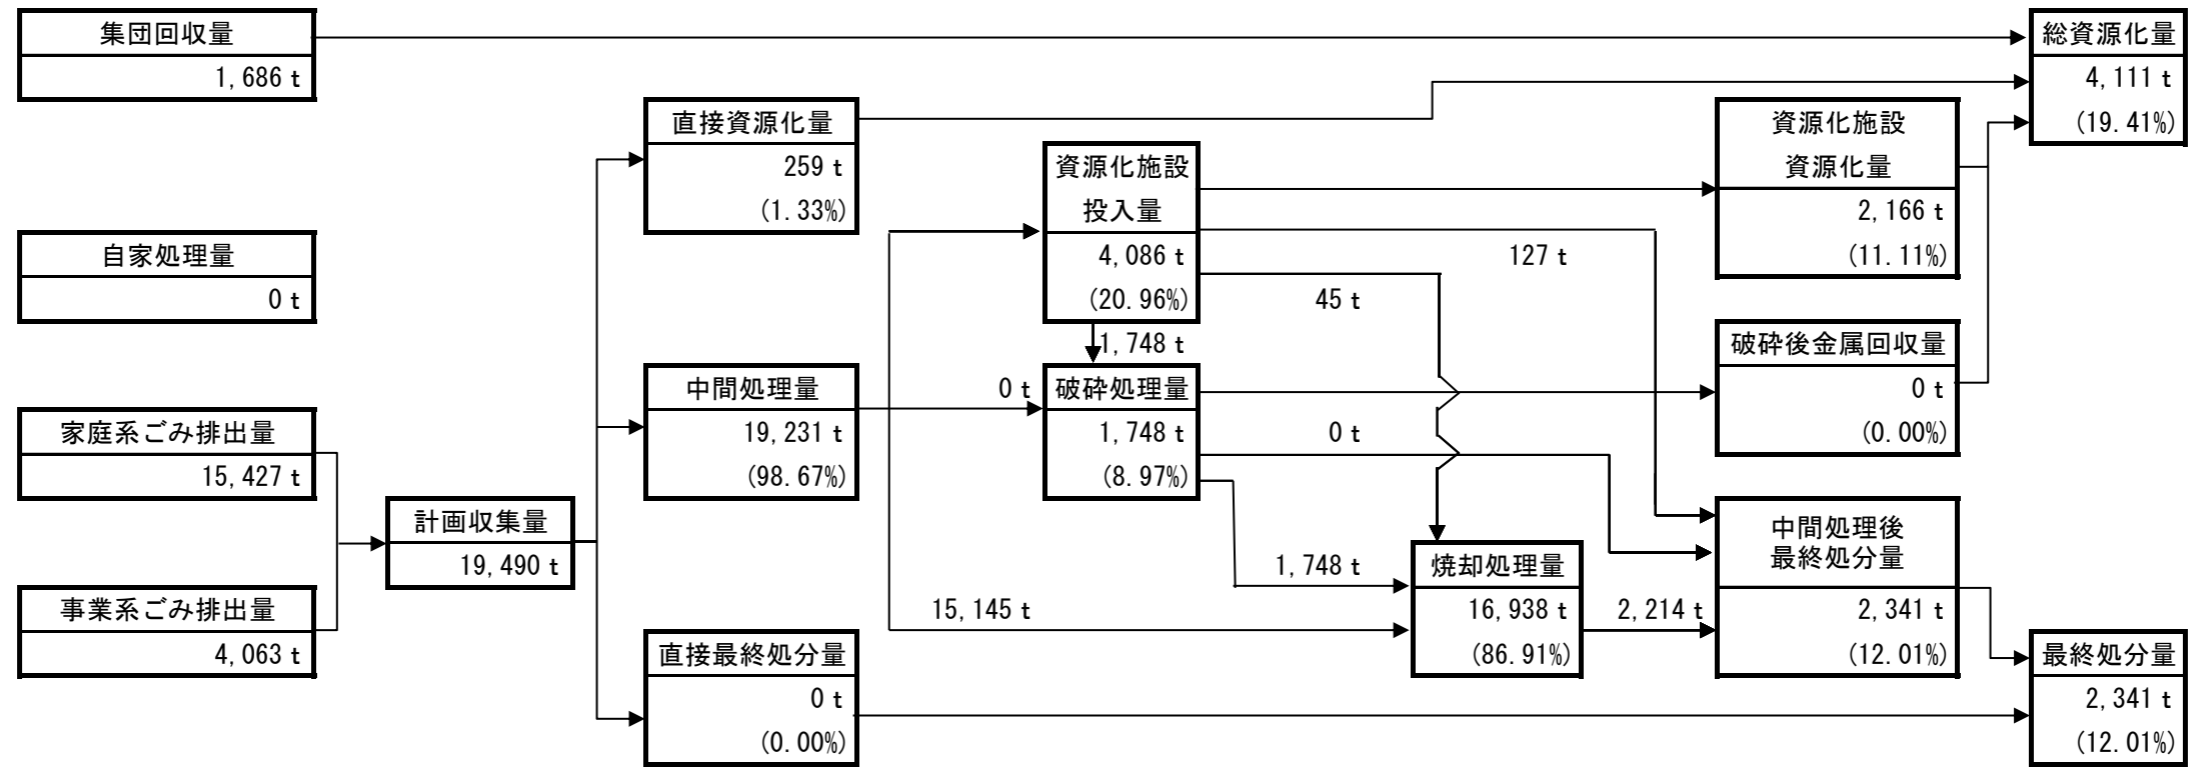 集団回収量
1,686 t
自家処理量
0 t
家庭系ごみ排出量
15,427 t
事業系ごみ排出量
4,063 t
計画収集量
19,490 t
直接資源化量
259 t
(1.33%)
中間処理量
19,231 t
(98.67%)
直接最終処分量
0 t
(0.00%)
資源化施設
投入量
4,086 t
(20.96%)
1,748 t
0 t
破砕処理量
1,748 t
(8.97%)
127 t
45 t
0 t
1,748 t
15,145 t
焼却処理量
16,938 t
(86.91%)
2,214 t
資源化施設
資源化量
2,166 t
(11.11%)
破砕後金属回収量
0 t
(0.00%)
中間処理後
最終処分量
2,341 t
(12.01%)
総資源化量
4,111 t
(19.41%)
最終処分量
2,341 t
(12.01%)